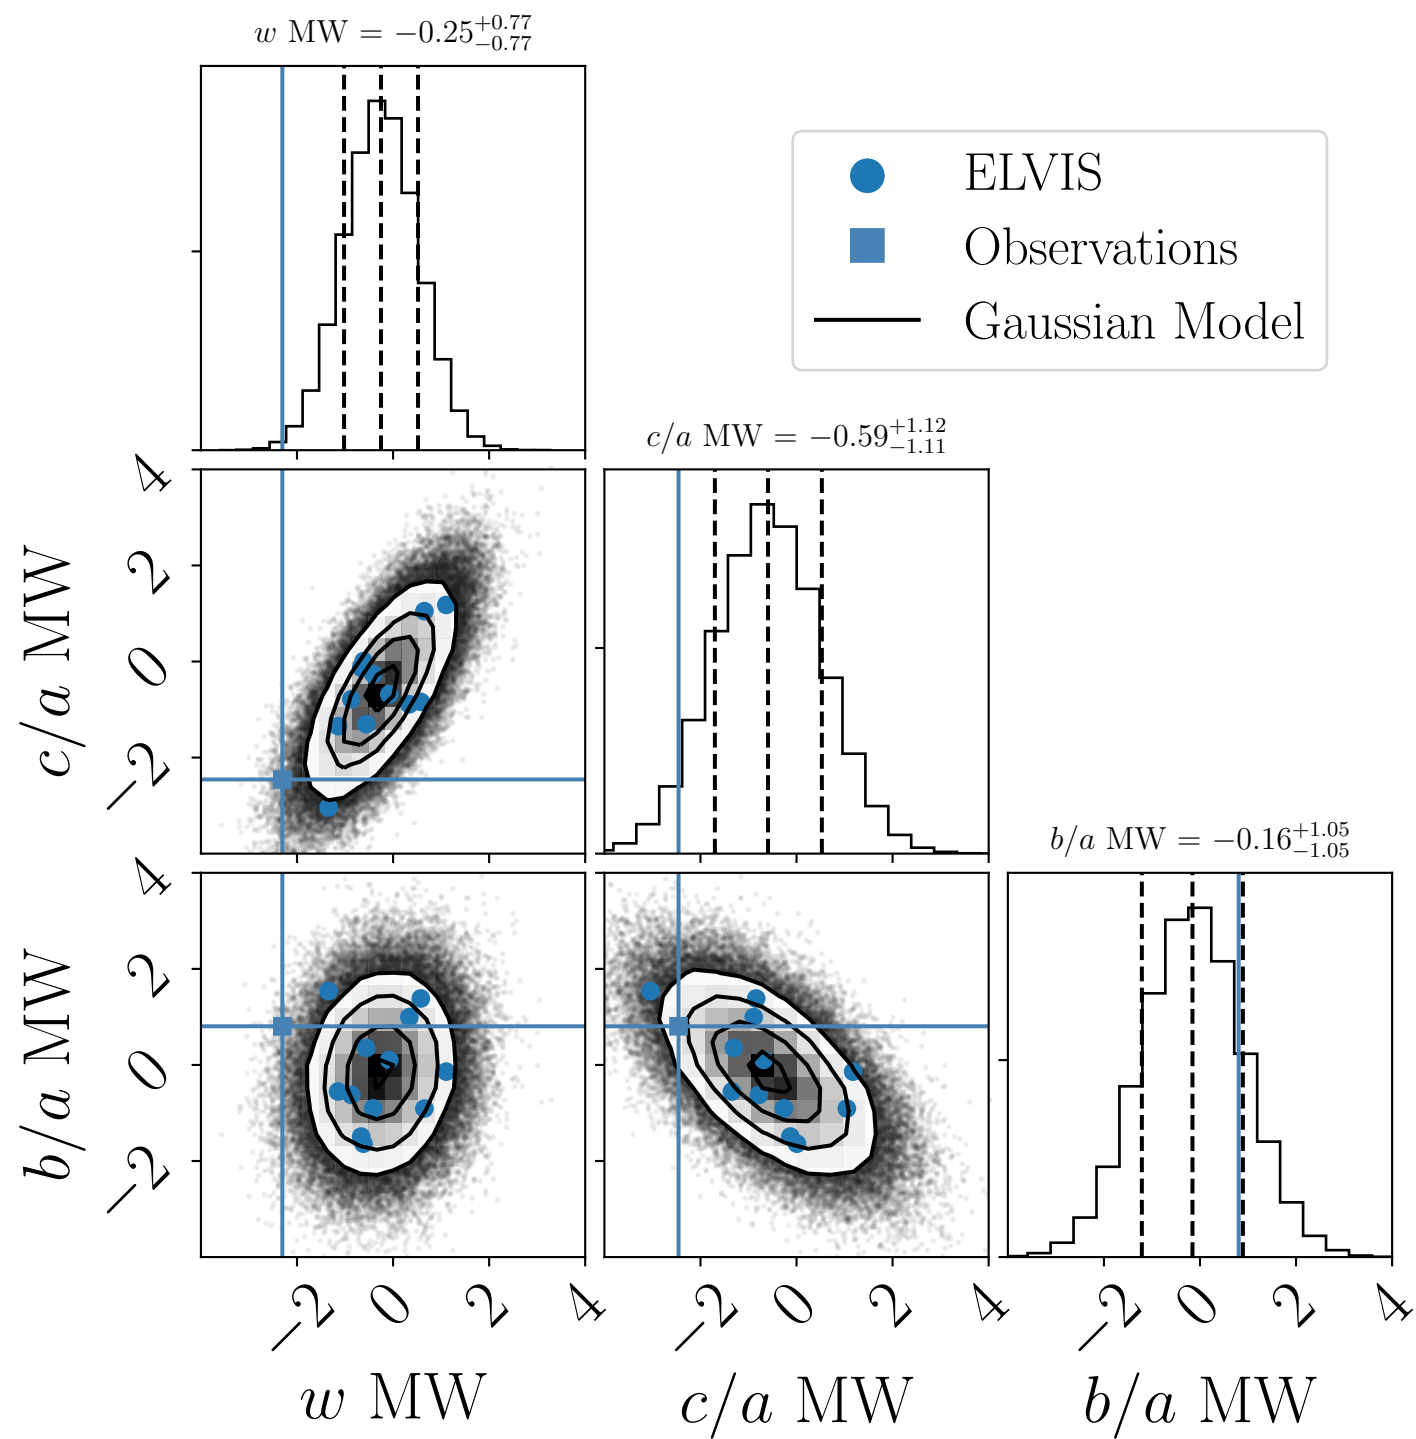 w MW = −0.25+0.77−0.77
ELVIS
Observations
Gaussian Model
c/a MW = −0.59+1.12−1.11
4
2
0
−2
c/a MW
b/a MW = −0.16+1.05−1.05
4
2
0
−2
b/a MW
−2 0 2 4
−2 0 2 4
−2 0 2 4
w MW
c/a MW
b/a MW